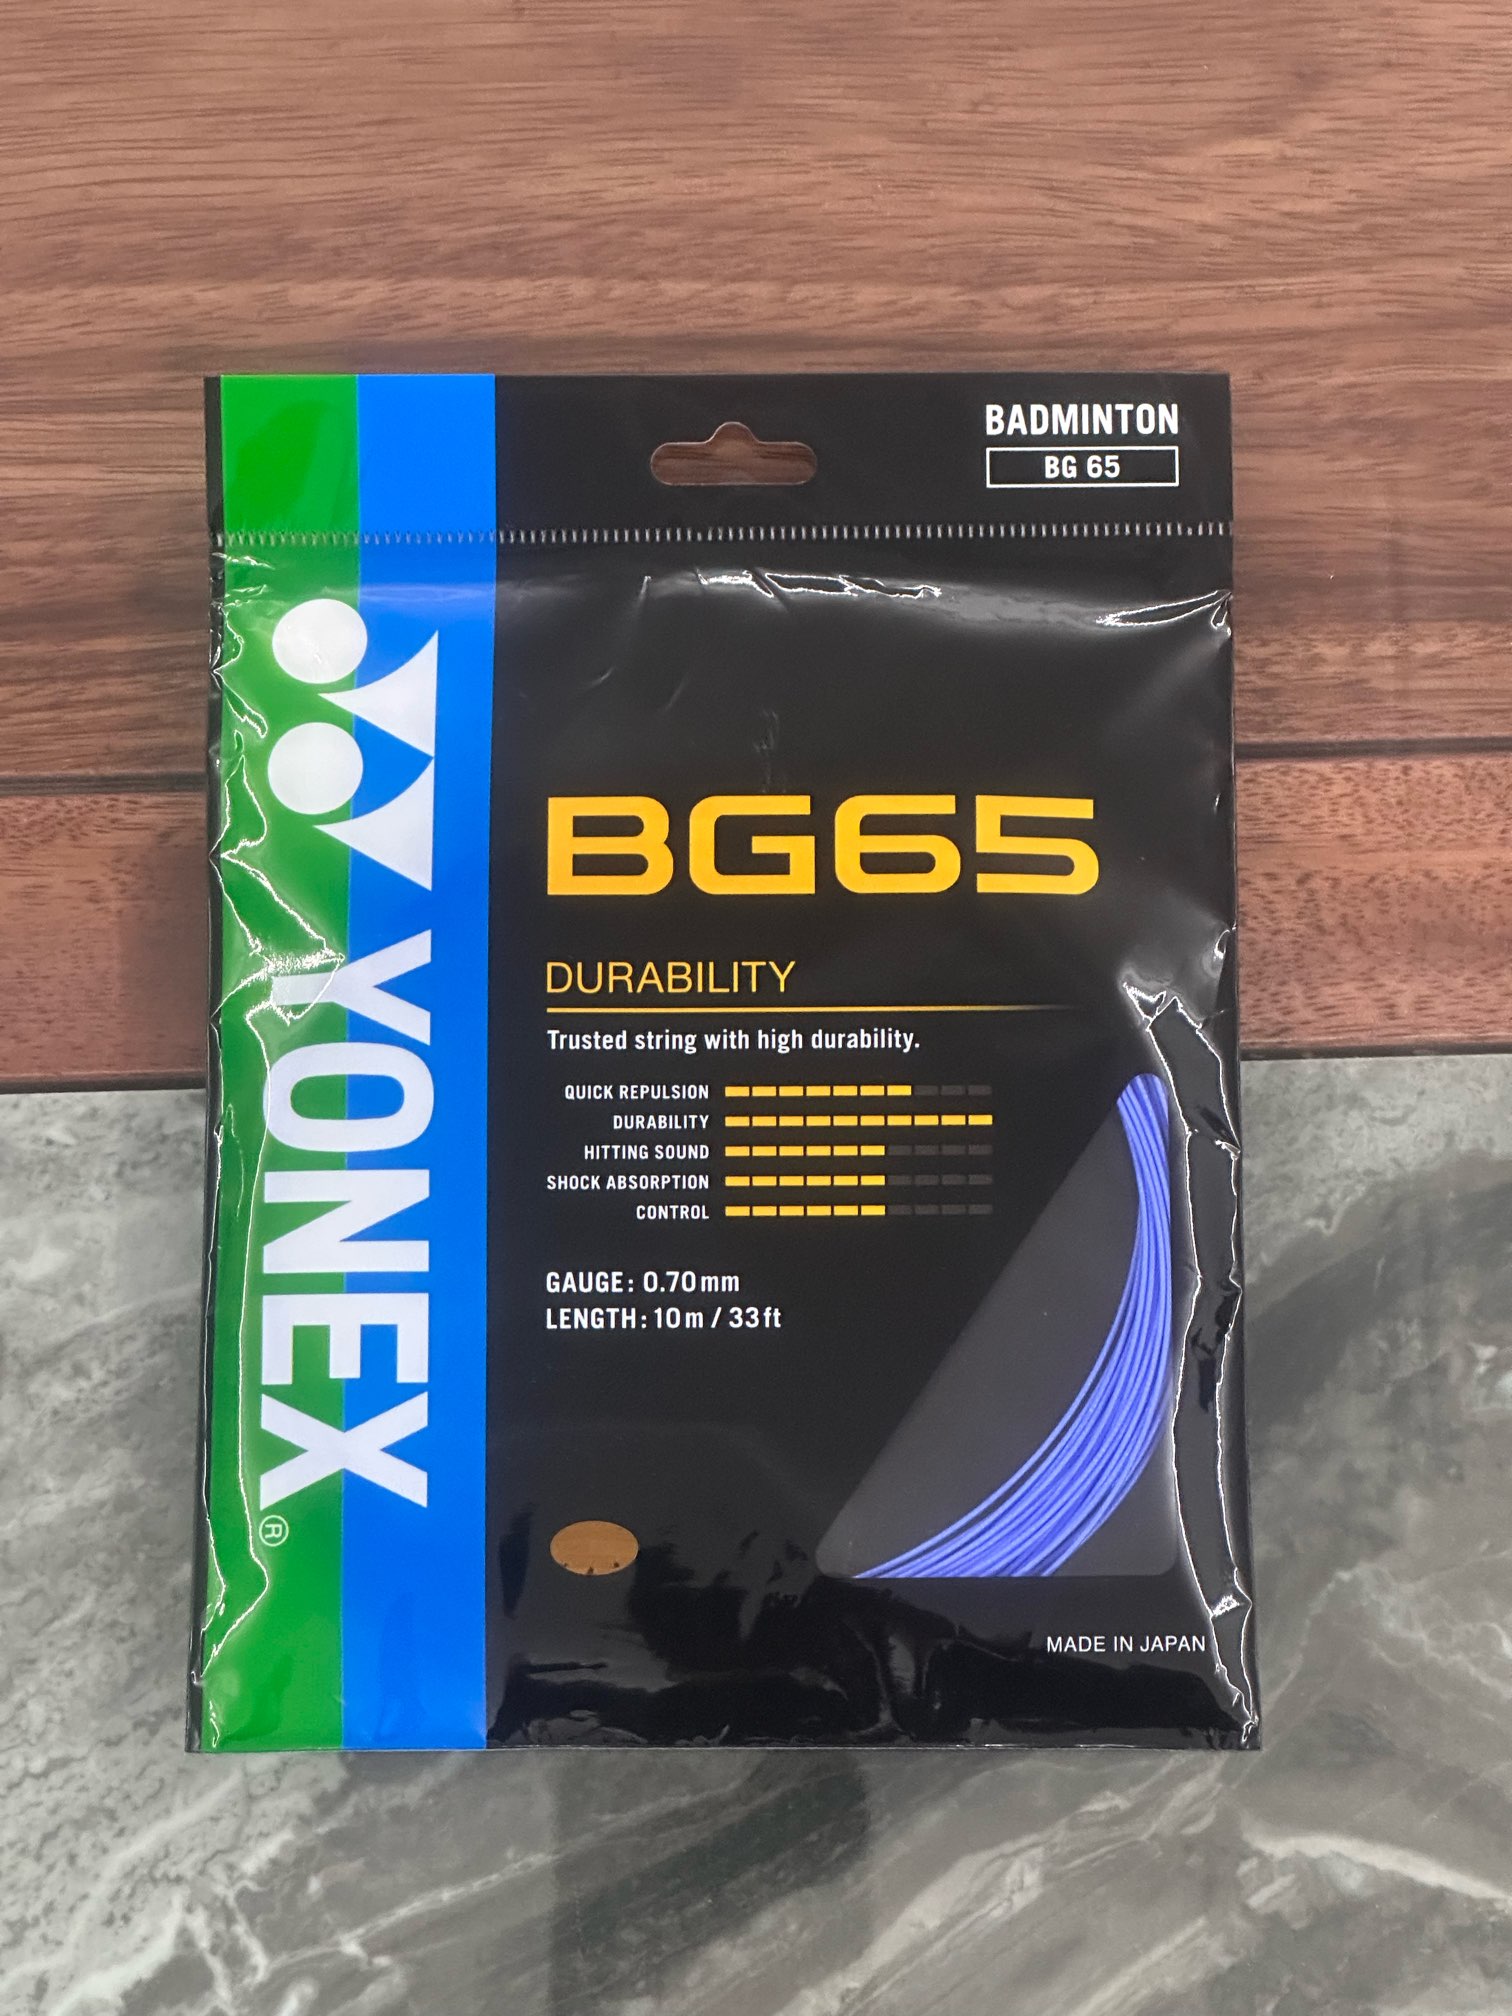 BADMINTON
BG 65
YONEX®
BG65
DURABILITY
Trusted string with high durability.
QUICK REPULSION
DURABILITY
HITTING SOUND
SHOCK ABSORPTION
CONTROL
GAUGE: 0.70mm
LENGTH: 10m / 33ft
MADE IN JAPAN